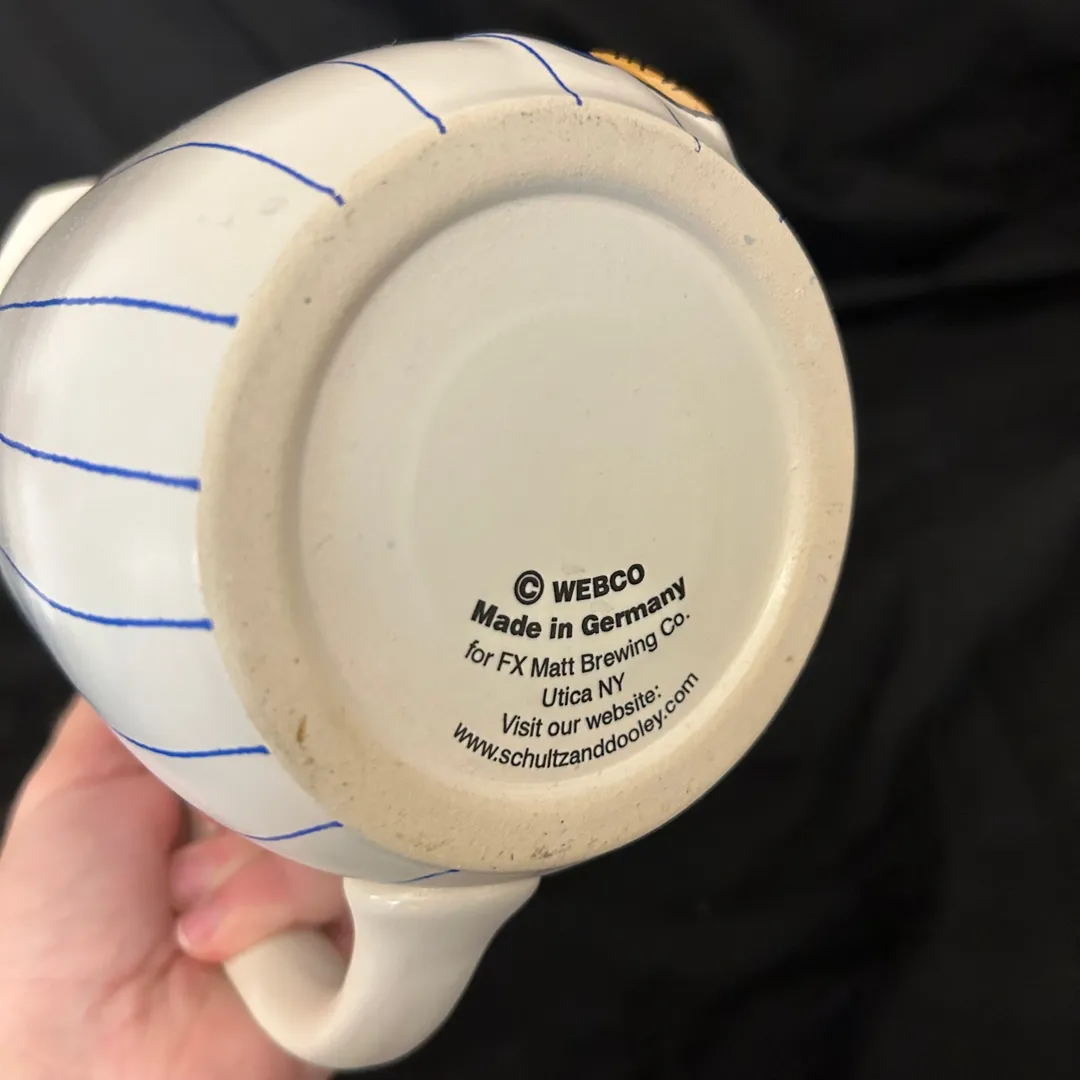 © WEBCO
Made in Germany
for FX Matt Brewing Co.
Utica NY
Visit our website:
www.schultzanddooley.com